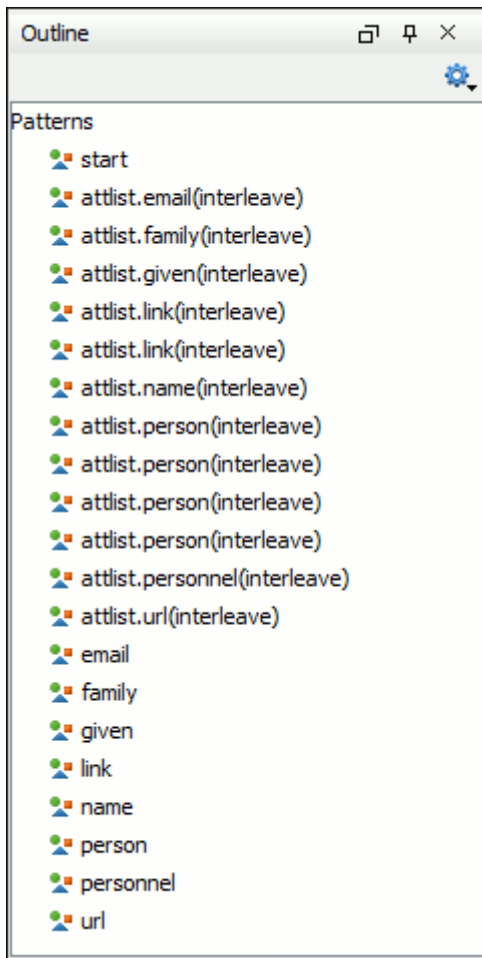 Outline
Patterns
start
attlist.email(interleave)
attlist.family(interleave)
attlist.given(interleave)
attlist.link(interleave)
attlist.link(interleave)
attlist.name(interleave)
attlist.person(interleave)
attlist.person(interleave)
attlist.person(interleave)
attlist.person(interleave)
attlist.personnel(interleave)
attlist.url(interleave)
email
family
given
link
name
person
personnel
url